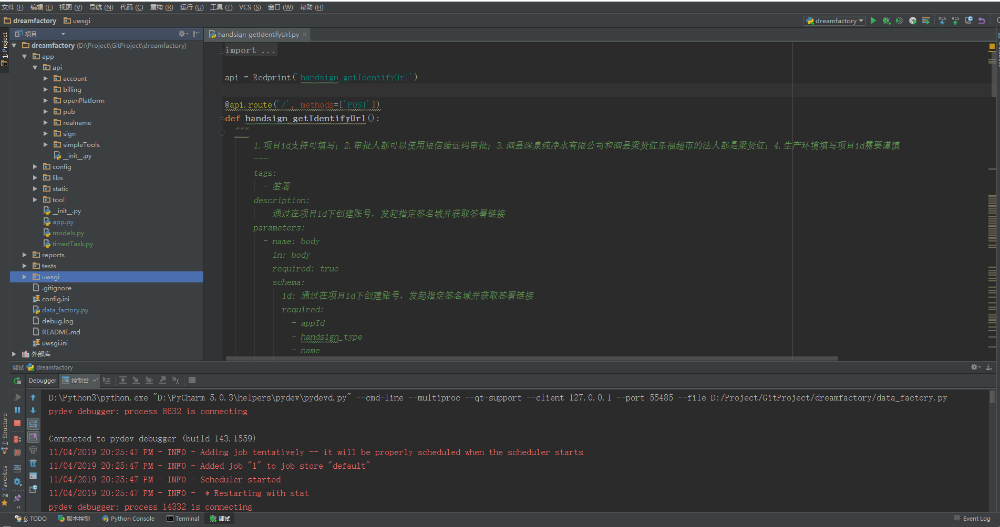 文件 (F) 编辑 (E) 视图 (V) 导航 (N) 代码 (C) 重构 (R) 运行 (U) 工具 (T) VCS (S) 窗口 (W) 帮助 (H)
dreamfactory uwsgi
dreamfactory VCS VCS
1: Project
项目
handsign_getIdentifyUrl.py
dreamfactory (D:\Project\GitProject\dreamfactory)
app
api
account
billing
openPlatform
pub
realname
sign
simpleTools
__init__.py
config
libs
static
tool
__init__.py
app.py
models.py
timedTask.py
reports
tests
uwsgi
.gitignore
config.ini
data_factory.py
debug.log
README.md
uwsgi.ini
外部库
import ...
api = Redprint('handsign_getIdentifyUrl')
@api.route('/', methods=['POST'])
def handsign_getIdentifyUrl():
"""
1.项目id支持可填写；2.审批人都可以使用短信验证码审批；3.泗县深泉纯净水有限公司和泗县梁贤红乐福超市的法人都是梁贤红；4.生产环境填写项目id需要谨慎
---
tags:
- 签署
description:
通过在项目id下创建账号，发起指定签名域并获取签署链接
parameters:
- name: body
in: body
required: true
schema:
id: 通过在项目id下创建账号，发起指定签名域并获取签署链接
required:
- appId
- handsign_type
- name
调试 dreamfactory
Debugger 控制台
D:\Python3\python.exe "D:\PyCharm 5.0.3\helpers\pydev\pydevd.py" --cmd-line --multiproc --qt-support --client 127.0.0.1 --port 55485 --file D:/Project/GitProject/dreamfactory/data_factory.py
pydev debugger: process 8632 is connecting
Connected to pydev debugger (build 143.1559)
11/04/2019 20:25:47 PM - INFO - Adding job tentatively -- it will be properly scheduled when the scheduler starts
11/04/2019 20:25:47 PM - INFO - Added job "1" to job store "default"
11/04/2019 20:25:47 PM - INFO - Scheduler started
11/04/2019 20:25:47 PM - INFO -  * Restarting with stat
pydev debugger: process 14332 is connecting
7: Structure
2: Favorites
6: TODO 版本控制 Python Console Terminal 调试 Event Log